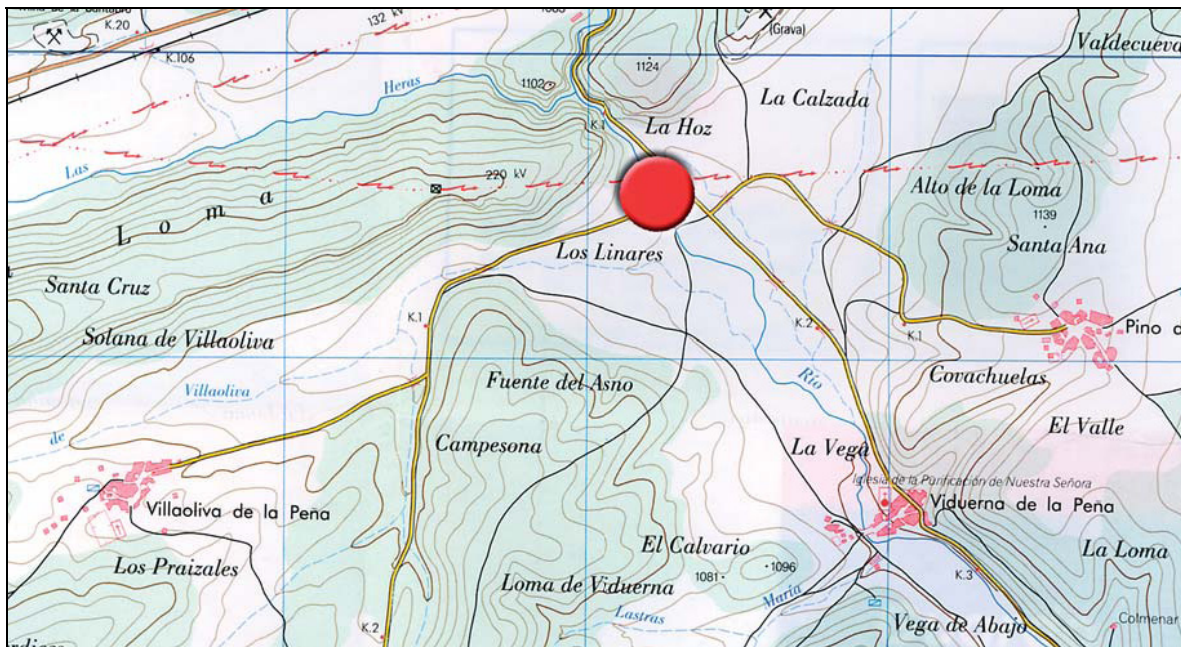 K.20
132 kV
(Grava)
Valdecueva
K.106
1124
Heras
1102
La Calzada
K.1
La Hoz
Las
220 kV
Alto de la Loma
Loma
1139
Santa Ana
Los Linares
Santa Cruz
K.1
K.2
K.1
Pino d
Solana de Villaoliva
Río
Fuente del Asno
Covachuelas
Villaoliva
El Valle
de
Campesona
La Vega
Iglesia de la Purificación de Nuestra Señora
Villaoliva de la Peña
Viduerna de la Peña
El Calvario
La Loma
Los Praizales
1081
1096
Loma de Viduerna
K.3
María
Lastras
Colmenar
Vega de Abajo
K.2